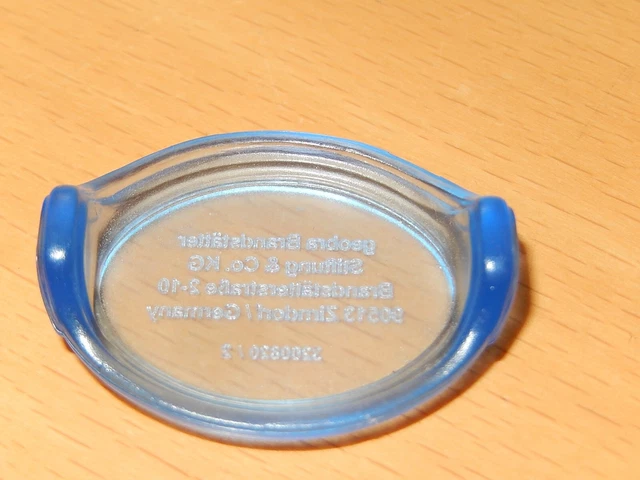 geobra Brandstätter
Stiftung & Co. KG
Brandstätterstraße 2-10
90513 Zirndorf / Germany